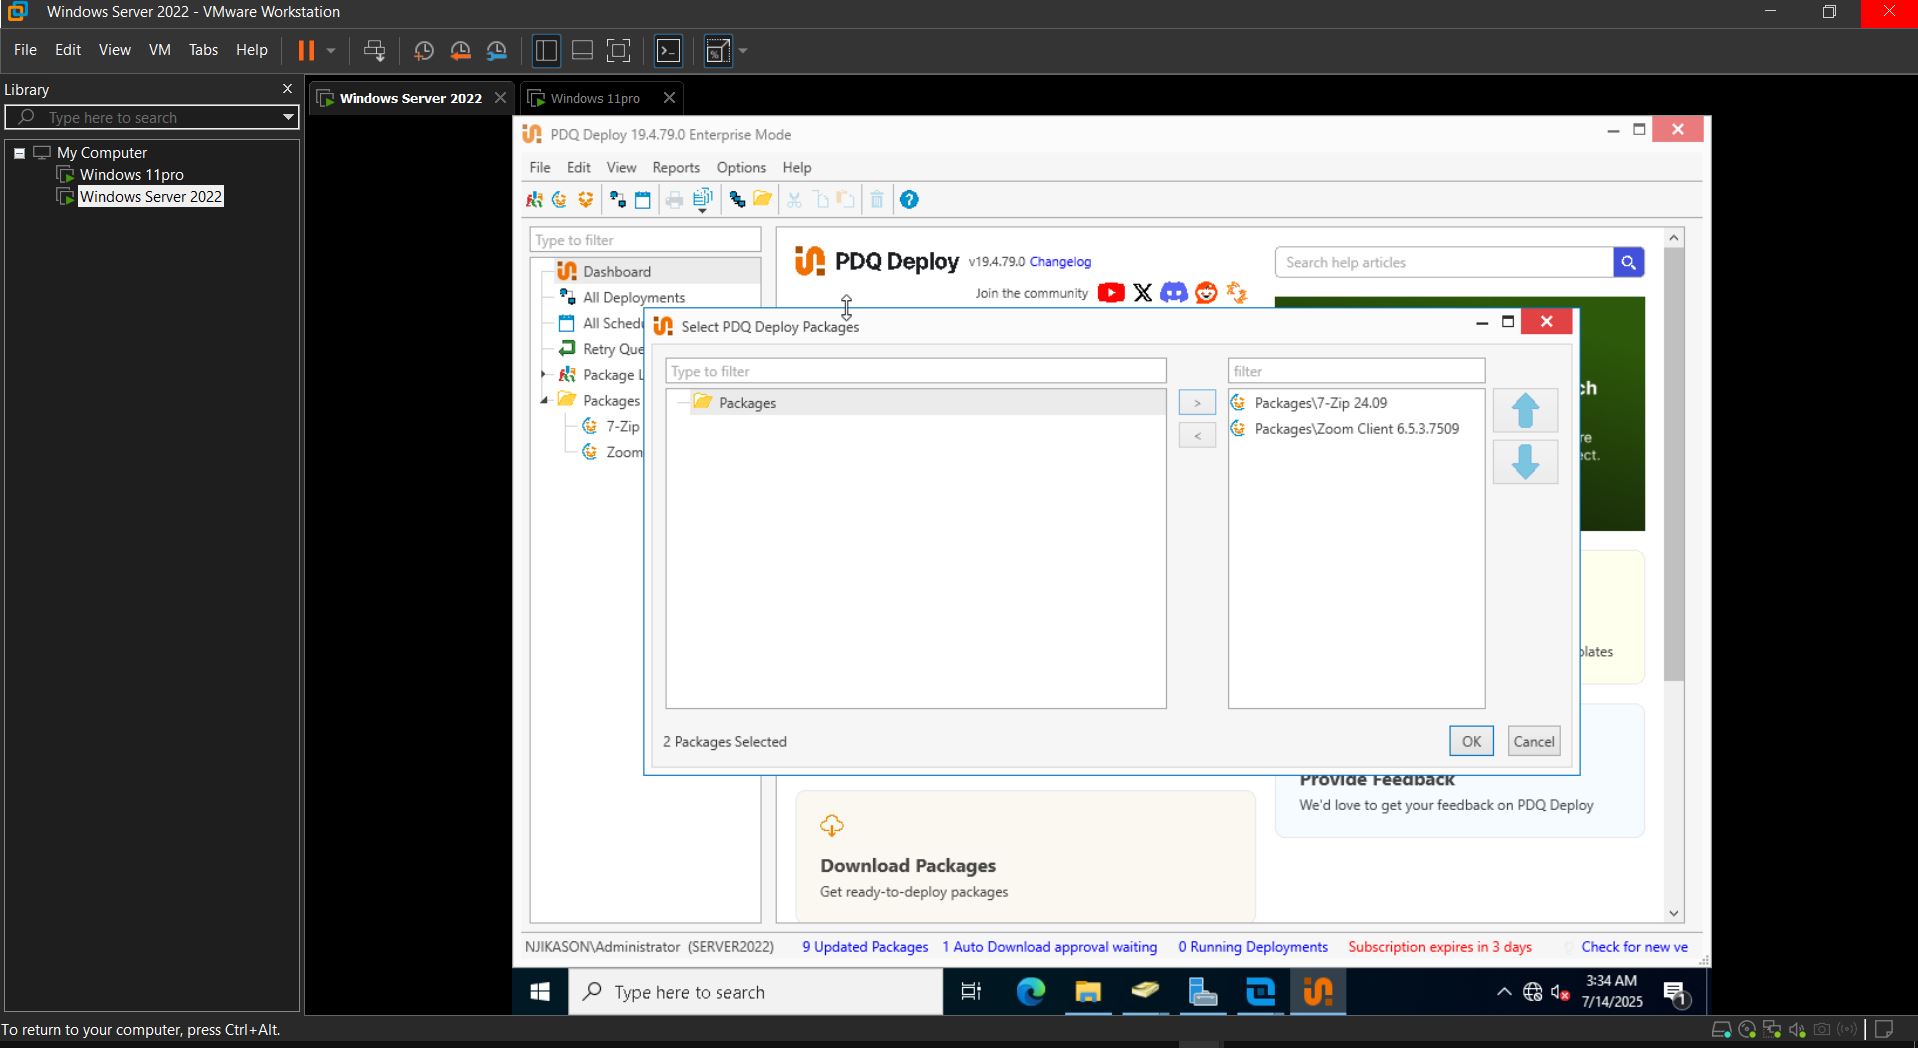 Windows Server 2022 - VMware Workstation
File Edit View VM Tabs Help
Library
Type here to search
My Computer
Windows 11pro
Windows Server 2022
Windows Server 2022
Windows 11pro
PDQ Deploy 19.4.79.0 Enterprise Mode
File Edit View Reports Options Help
Type to filter
Dashboard
All Deployments
All Schedu
Retry Que
Package L
Packages
7-Zip
Zoom
PDQ Deploy v19.4.79.0 Changelog
Join the community
Search help articles
ch
re
ct.
plates
Select PDQ Deploy Packages
Type to filter
Packages
>
<
filter
Packages\7-Zip 24.09
Packages\Zoom Client 6.5.3.7509
2 Packages Selected
OK
Cancel
Provide Feedback
We'd love to get your feedback on PDQ Deploy
Download Packages
Get ready-to-deploy packages
NJIKASON\Administrator (SERVER2022) 9 Updated Packages 1 Auto Download approval waiting 0 Running Deployments Subscription expires in 3 days Check for new ve
Type here to search
3:34 AM
7/14/2025
1
To return to your computer, press Ctrl+Alt.